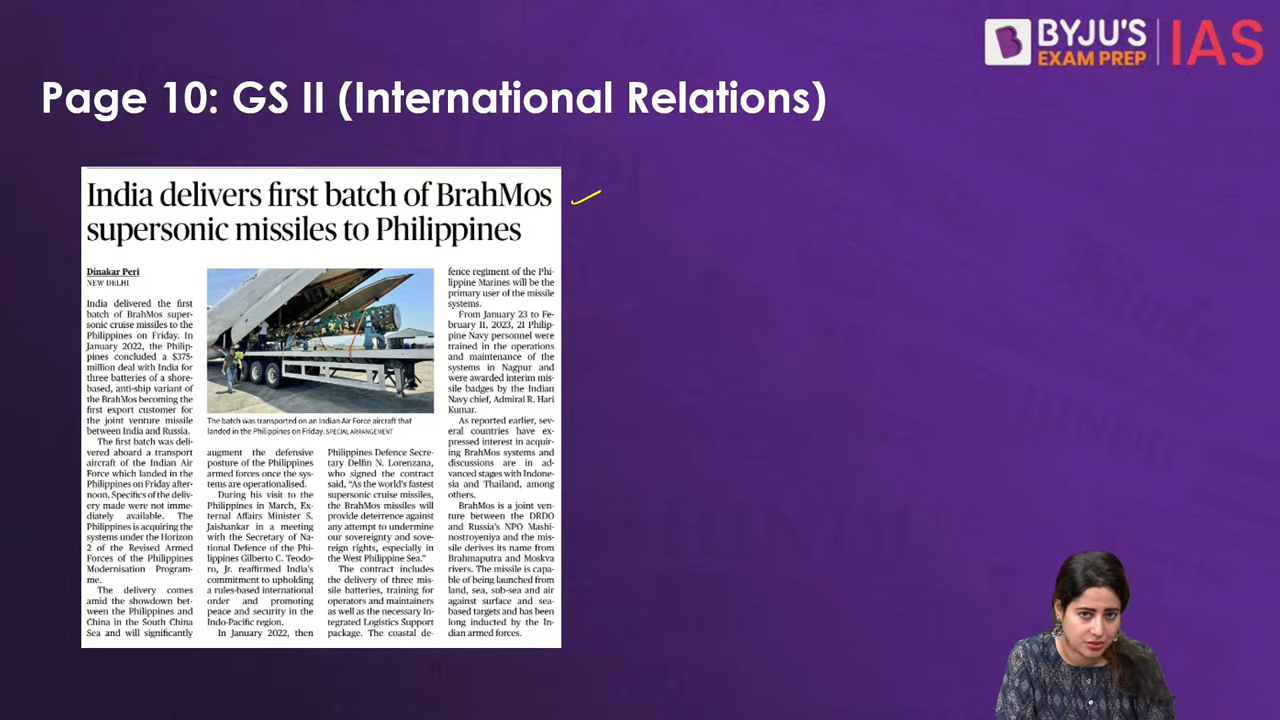 BYJU'S
EXAM PREP
IAS
Page 10: GS II (International Relations)
India delivers first batch of BrahMos
supersonic missiles to Philippines
Dinakar Peri
NEW DELHI
India delivered the first
batch of BrahMos super-
sonic cruise missiles to the
Philippines on Friday. In
January 2022, the Philip-
pines concluded a $375-
million deal with India for
three batteries of a shore-
based, anti-ship variant of
the BrahMos becoming the
first export customer for
the joint venture missile
between India and Russia.
The first batch was deli-
vered aboard a transport
aircraft of the Indian Air
Force which landed in the
Philippines on Friday after-
noon. Specifics of the deliv-
ery made were not imme-
diately available. The
Philippines is acquiring the
systems under the Horizon
2 of the Revised Armed
Forces of the Philippines
Modernisation Program-
me.
The delivery comes
amid the showdown bet-
ween the Philippines and
China in the South China
Sea and will significantly
The batch was transported on an Indian Air Force aircraft that
landed in the Philippines on Friday. SPECIAL ARRANGEMENT
augment the defensive
posture of the Philippines
armed forces once the sys-
tems are operationalised.
During his visit to the
Philippines in March, Ex-
ternal Affairs Minister S.
Jaishankar in a meeting
with the Secretary of Na-
tional Defence of the Phi-
lippines Gilberto C. Teodo-
ro, Jr. reaffirmed India's
commitment to upholding
a rules-based international
order and promoting
peace and security in the
Indo-Pacific region.
In January 2022, then
Philippines Defence Secre-
tary Delfin N. Lorenzana,
who signed the contract
said, "As the world's fastest
supersonic cruise missiles,
the BrahMos missiles will
provide deterrence against
any attempt to undermine
our sovereignty and sove-
reign rights, especially in
the West Philippine Sea."
The contract includes
the delivery of three mis-
sile batteries, training for
operators and maintainers
as well as the necessary In-
tegrated Logistics Support
package. The coastal de-
fence regiment of the Phi-
lippine Marines will be the
primary user of the missile
systems.
From January 23 to Fe-
bruary 11, 2023, 21 Philip-
pine Navy personnel were
trained in the operations
and maintenance of the
systems in Nagpur and
were awarded interim mis-
sile badges by the Indian
Navy chief, Admiral R. Hari
Kumar.
As reported earlier, sev-
eral countries have ex-
pressed interest in acquir-
ing BrahMos systems and
discussions are in ad-
vanced stages with Indone-
sia and Thailand, among
others.
BrahMos is a joint ven-
ture between the DRDO
and Russia's NPO Mashi-
nostroyeniya and the mis-
sile derives its name from
Brahmaputra and Moskva
rivers. The missile is capa-
ble of being launched from
land, sea, sub-sea and air
against surface and sea-
based targets and has been
long inducted by the In-
dian armed forces.